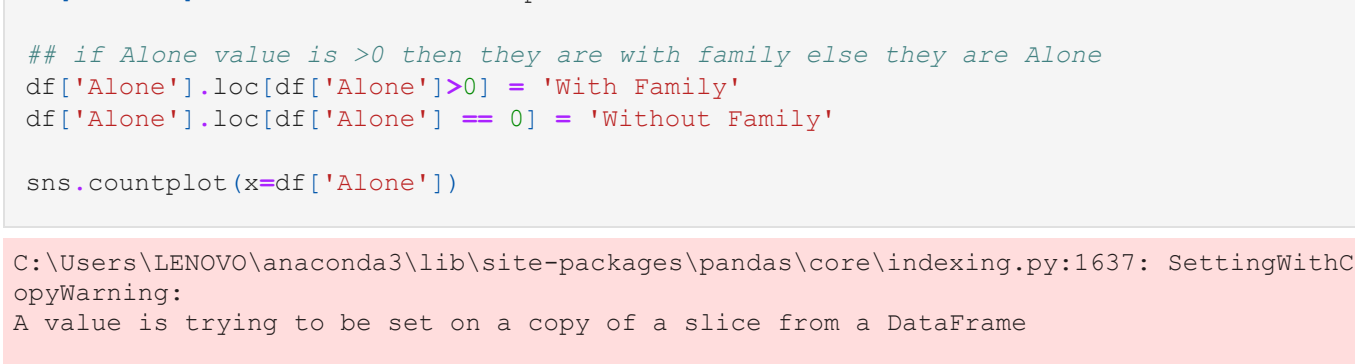 ## if Alone value is >0 then they are with family else they are Alone
df['Alone'].loc[df['Alone']>0] = 'With Family'
df['Alone'].loc[df['Alone'] == 0] = 'Without Family'
sns.countplot(x=df['Alone'])
C:\Users\LENOVO\anaconda3\lib\site-packages\pandas\core\indexing.py:1637: SettingWithC
opyWarning:
A value is trying to be set on a copy of a slice from a DataFrame